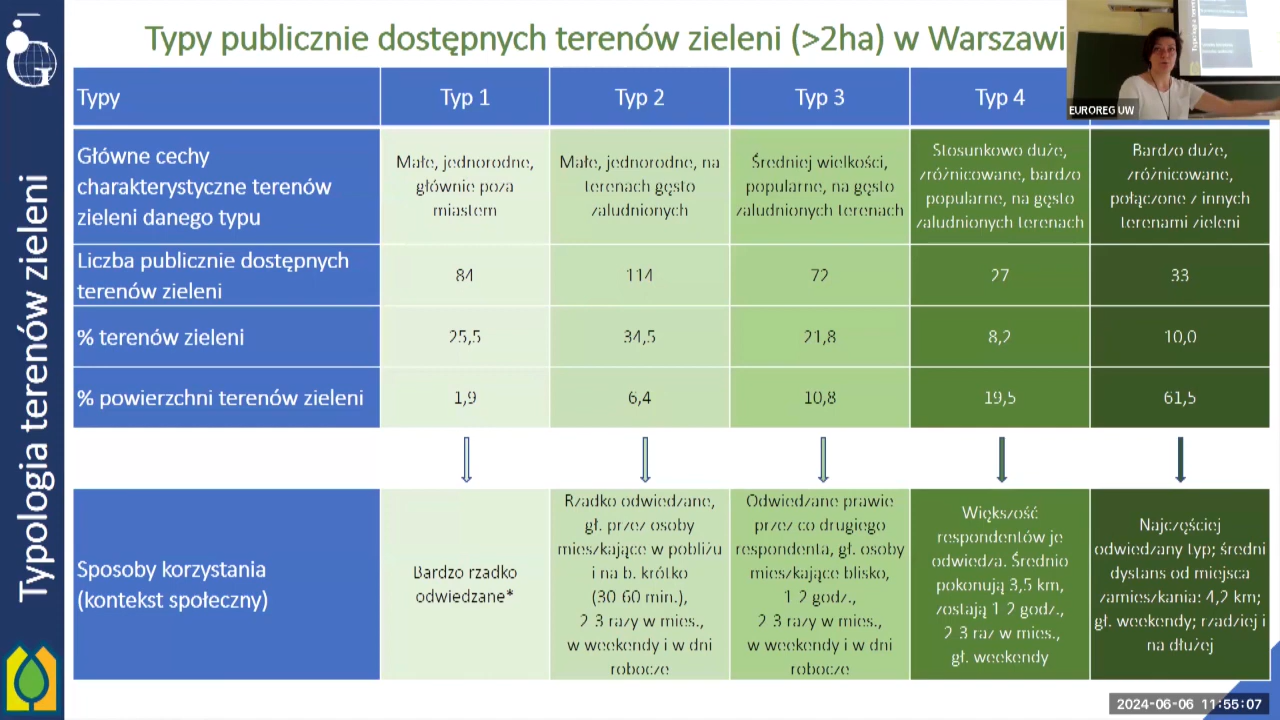 Typy publicznie dostępnych terenów zieleni (>2ha) w Warszawi
EUROREG UW
Typologia terenów zieleni
Typy
Typ 1
Typ 2
Typ 3
Typ 4
Główne cechy
charakterystyczne terenów
zieleni danego typu
Małe, jednorodne,
głównie poza
miastem
Małe, jednorodne, na
terenach gęsto
zaludnionych
Średniej wielkości,
popularne, na gęsto
zaludnionych terenach
Stosunkowo duże,
zróżnicowane, bardzo
popularne, na gęsto
zaludnionych terenach
Bardzo duże,
zróżnicowane,
połączone z innych
terenami zieleni
Liczba publicznie dostępnych
terenów zieleni
84
114
72
27
33
% terenów zieleni
25,5
34,5
21,8
8,2
10,0
% powierzchni terenów zieleni
1,9
6,4
10,8
19,5
61,5
Sposoby korzystania
(kontekst społeczny)
Bardzo rzadko
odwiedzane*
Rzadko odwiedzane,
gł. przez osoby
mieszkające w pobliżu
i na b. krótko
(30-60 min.),
2-3 razy w mies.,
w weekendy i w dni
robocze
Odwiedzane prawie
przez co drugiego
respondenta, gł. osoby
mieszkające blisko,
1-2 godz.,
2-3 razy w mies.,
w weekendy i w dni
robocze
Większość
respondentów je
odwiedza. Średnio
pokonują 3,5 km,
zostają 1-2 godz.,
2-3 raz w mies.,
gł. weekendy
Najczęściej
odwiedzany typ; średni
dystans od miejsca
zamieszkania: 4,2 km;
gł. weekendy; rzadziej i
na dłużej
2024-06-06 11:55:07